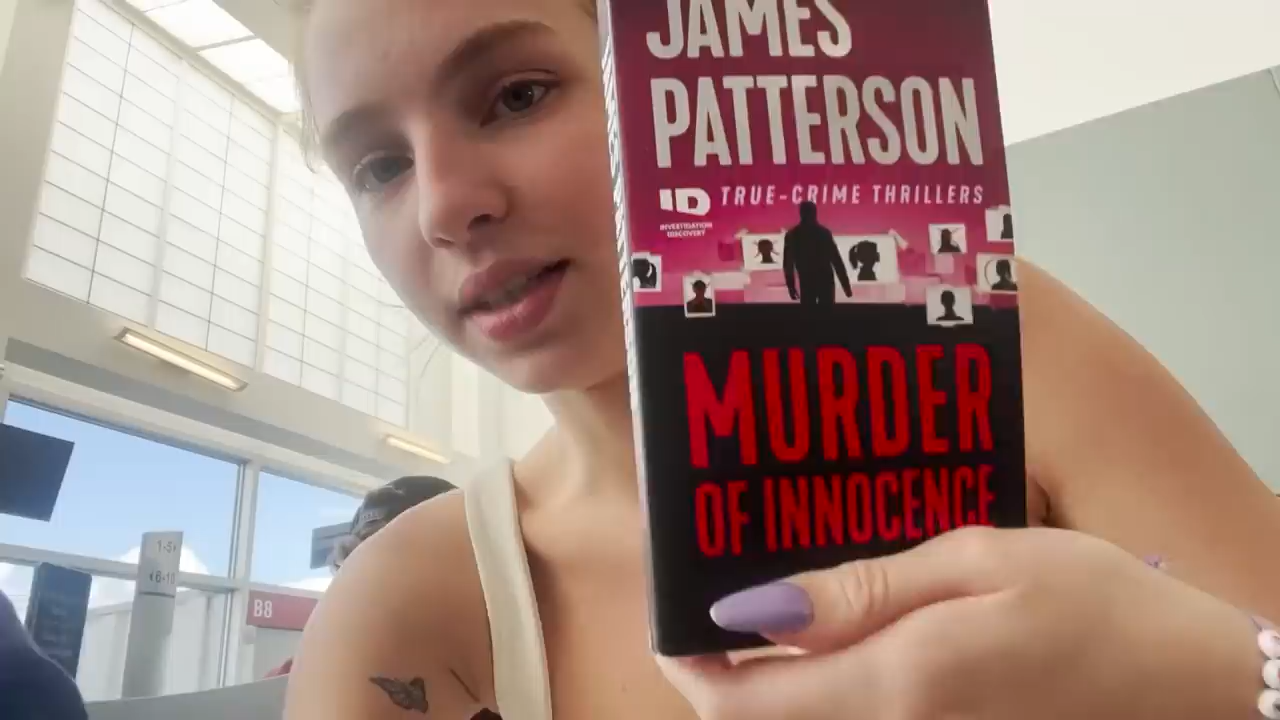 JAMES
PATTERSON
ID TRUE-CRIME THRILLERS
INVESTIGATION
DISCOVERY
MURDER
OF INNOCENCE
1-5
6-10
B8